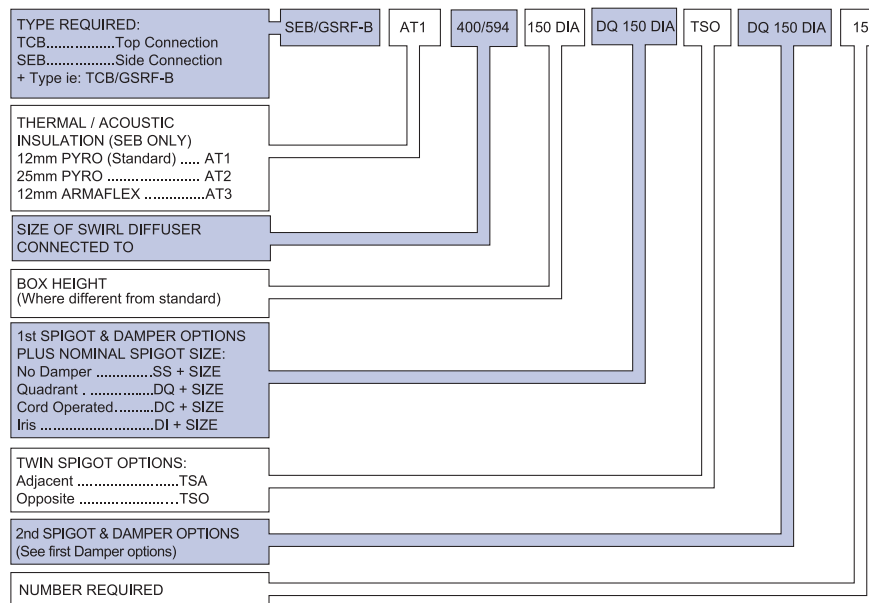 TYPE REQUIRED:
TCB...............Top Connection
SEB...............Side Connection
+ Type ie: TCB/GSRF-B
SEB/GSRF-B
AT1
400/594
150 DIA
DQ 150 DIA
TSO
DQ 150 DIA
15
THERMAL / ACOUSTIC
INSULATION (SEB ONLY)
12mm PYRO (Standard) .... AT1
25mm PYRO .................... AT2
12mm ARMAFLEX .............AT3
SIZE OF SWIRL DIFFUSER
CONNECTED TO
BOX HEIGHT
(Where different from standard)
1st SPIGOT & DAMPER OPTIONS
PLUS NOMINAL SPIGOT SIZE:
No Damper .............SS + SIZE
Quadrant . ..............DQ + SIZE
Cord Operated.........DC + SIZE
Iris .........................DI + SIZE
TWIN SPIGOT OPTIONS:
Adjacent ......................TSA
Opposite ......................TSO
2nd SPIGOT & DAMPER OPTIONS
(See first Damper options)
NUMBER REQUIRED